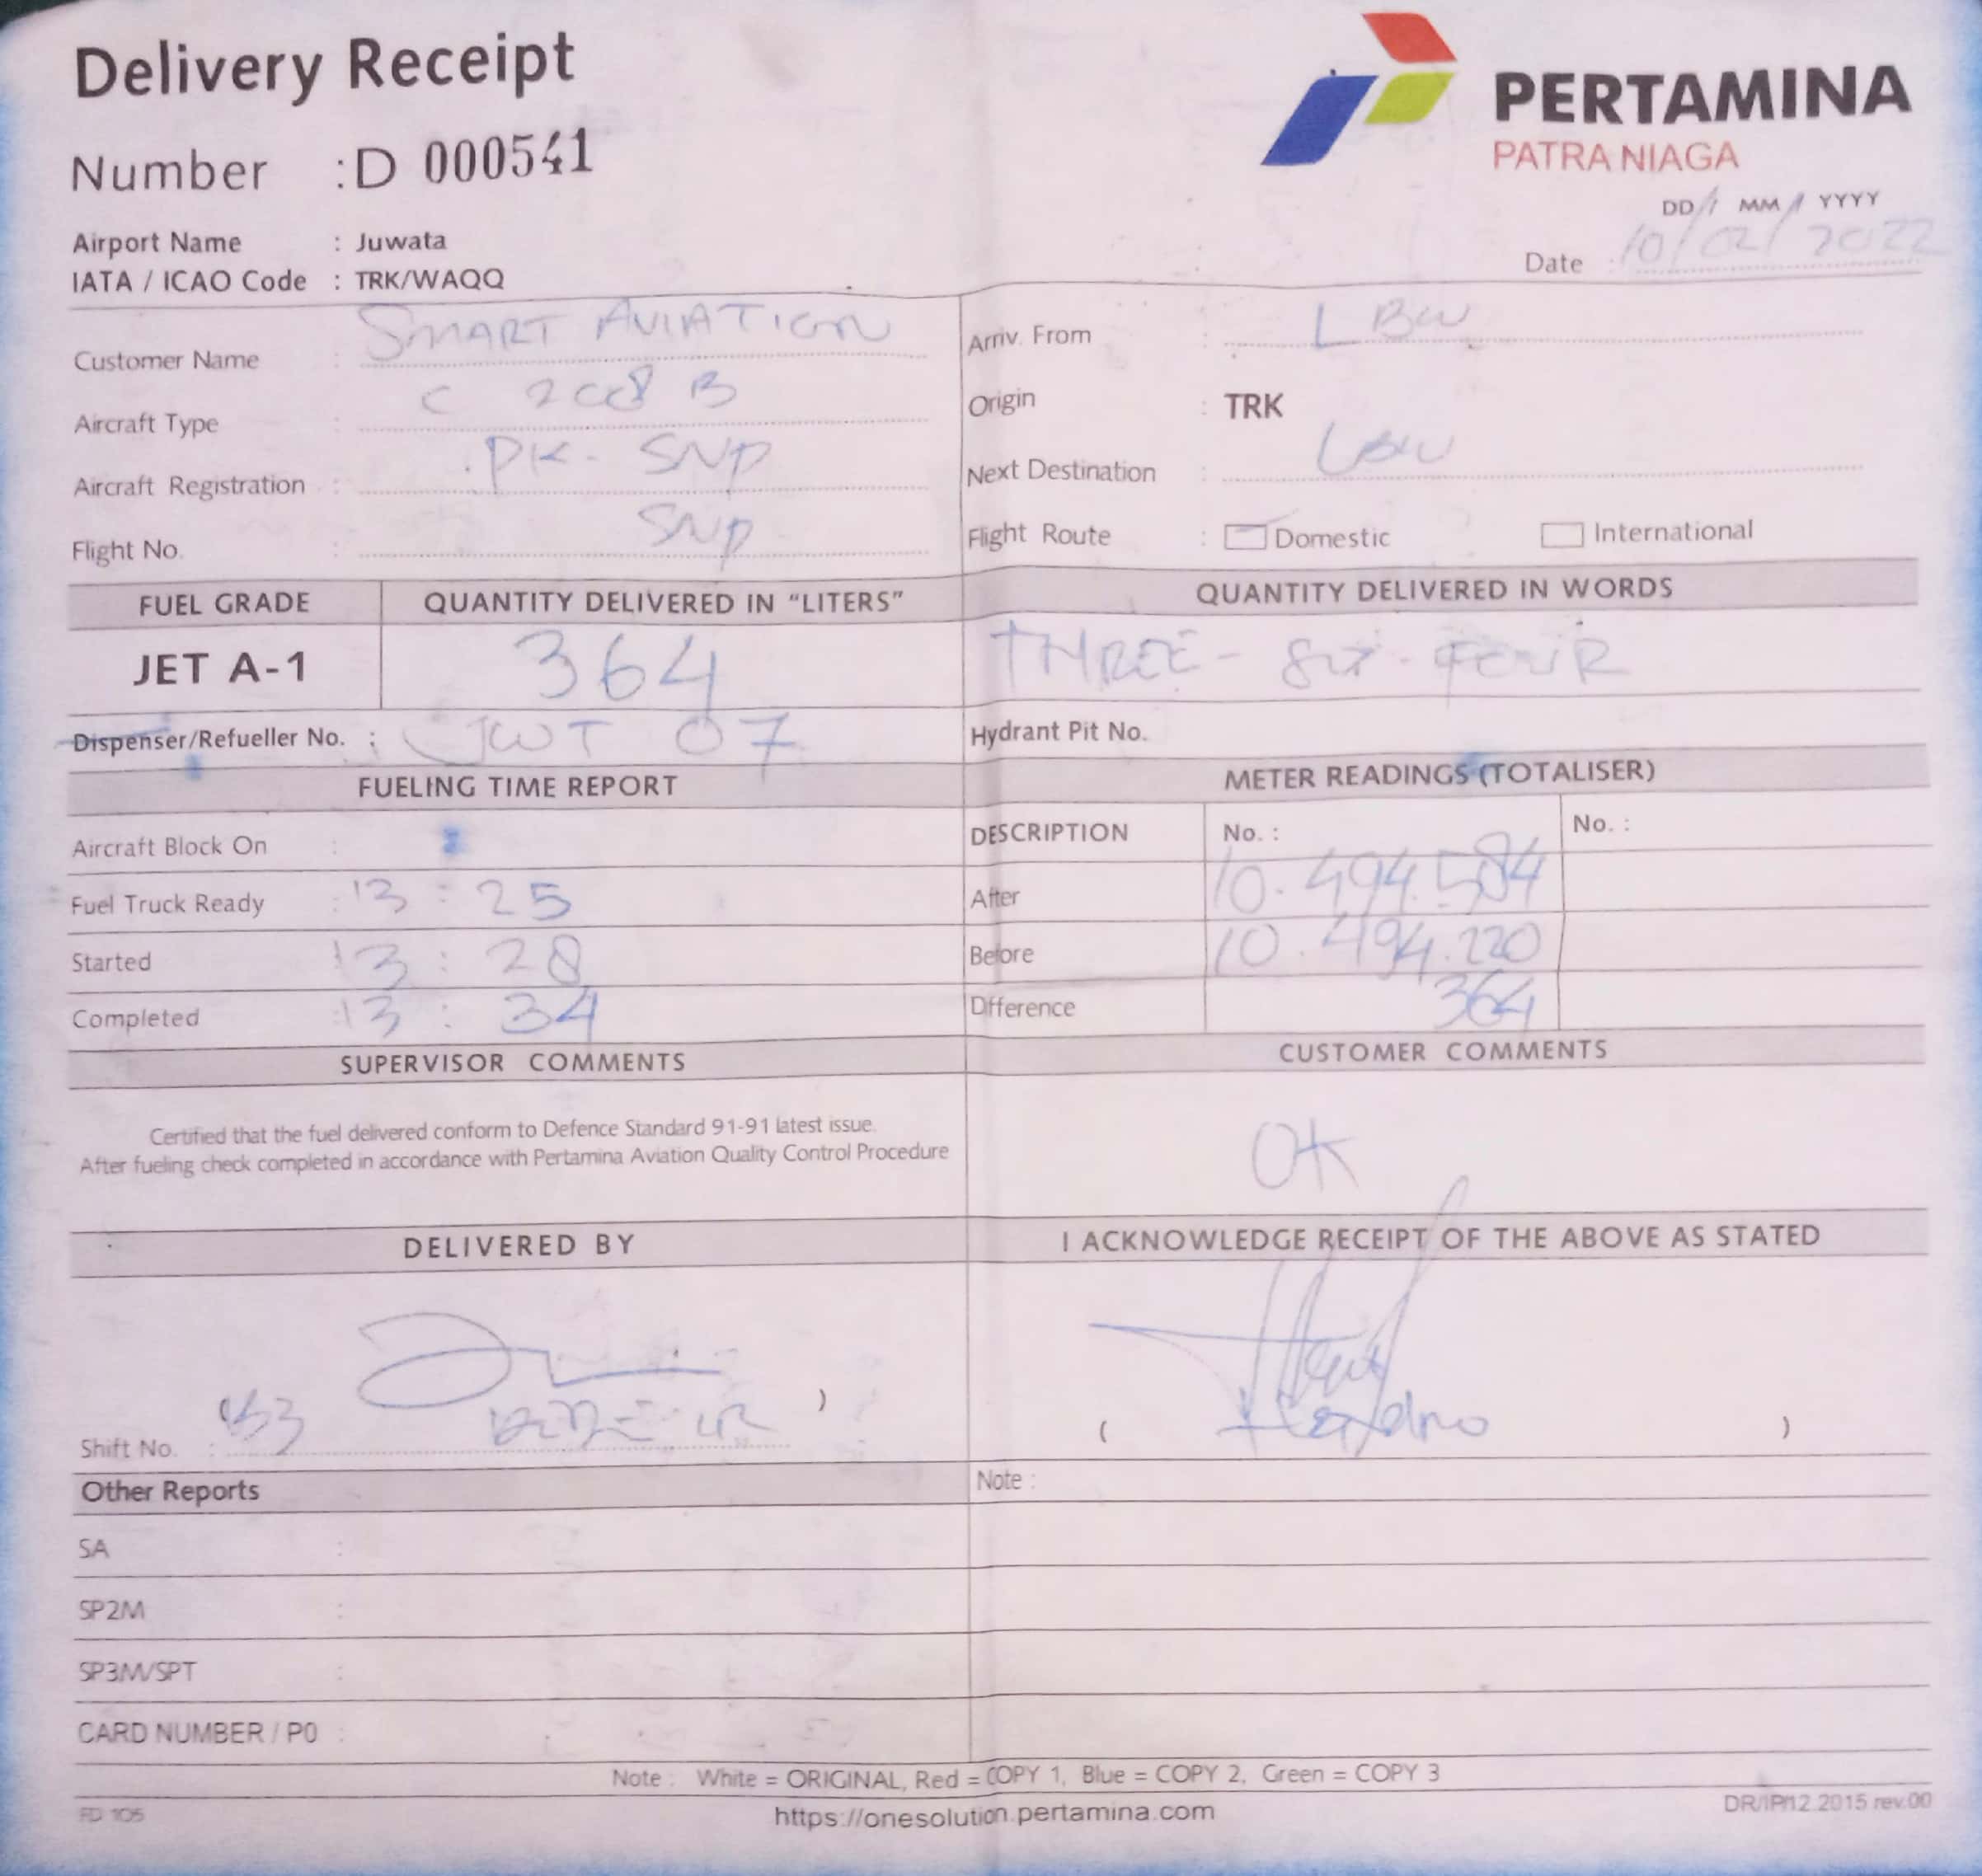 Delivery Receipt
PERTAMINA
PATRA NIAGA
Number : D 000541
DD / MM / YYYY
Airport Name : Juwata
Date : 10/02/2022
IATA / ICAO Code : TRK/WAQQ
Customer Name : SMART AVIATION
Arriv. From : LBW
Aircraft Type : C 208 B
Origin : TRK
Aircraft Registration : PK-SNP
Next Destination : LBW
Flight No. : SNP
Flight Route : Domestic International
FUEL GRADE QUANTITY DELIVERED IN "LITERS" QUANTITY DELIVERED IN WORDS
JET A-1 364 THREE - SIX - FOUR
Dispenser/Refueller No. : JWT 07 Hydrant Pit No.
FUELING TIME REPORT METER READINGS (TOTALISER)
Aircraft Block On : DESCRIPTION No. : No. :
Fuel Truck Ready : 13 : 25 After 10.494.584
Started 13 : 28 Before 10.494.220
Completed 13 : 34 Difference 364
SUPERVISOR COMMENTS CUSTOMER COMMENTS
Certified that the fuel delivered conform to Defence Standard 91-91 latest issue.
After fueling check completed in accordance with Pertamina Aviation Quality Control Procedure
OK
DELIVERED BY I ACKNOWLEDGE RECEIPT OF THE ABOVE AS STATED
Shift No. : ) ( )
Other Reports Note :
SA :
SP2M :
SP3M/SPT :
CARD NUMBER / PO :
Note : White = ORIGINAL, Red = COPY 1, Blue = COPY 2, Green = COPY 3
FD 105 https://onesolution.pertamina.com DR/IP/12.2015 rev.00